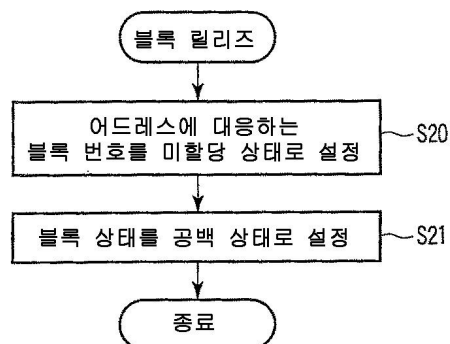 블록 릴리즈
어드레스에 대응하는
블록 번호를 미할당 상태로 설정
S20
블록 상태를 공백 상태로 설정
S21
종료